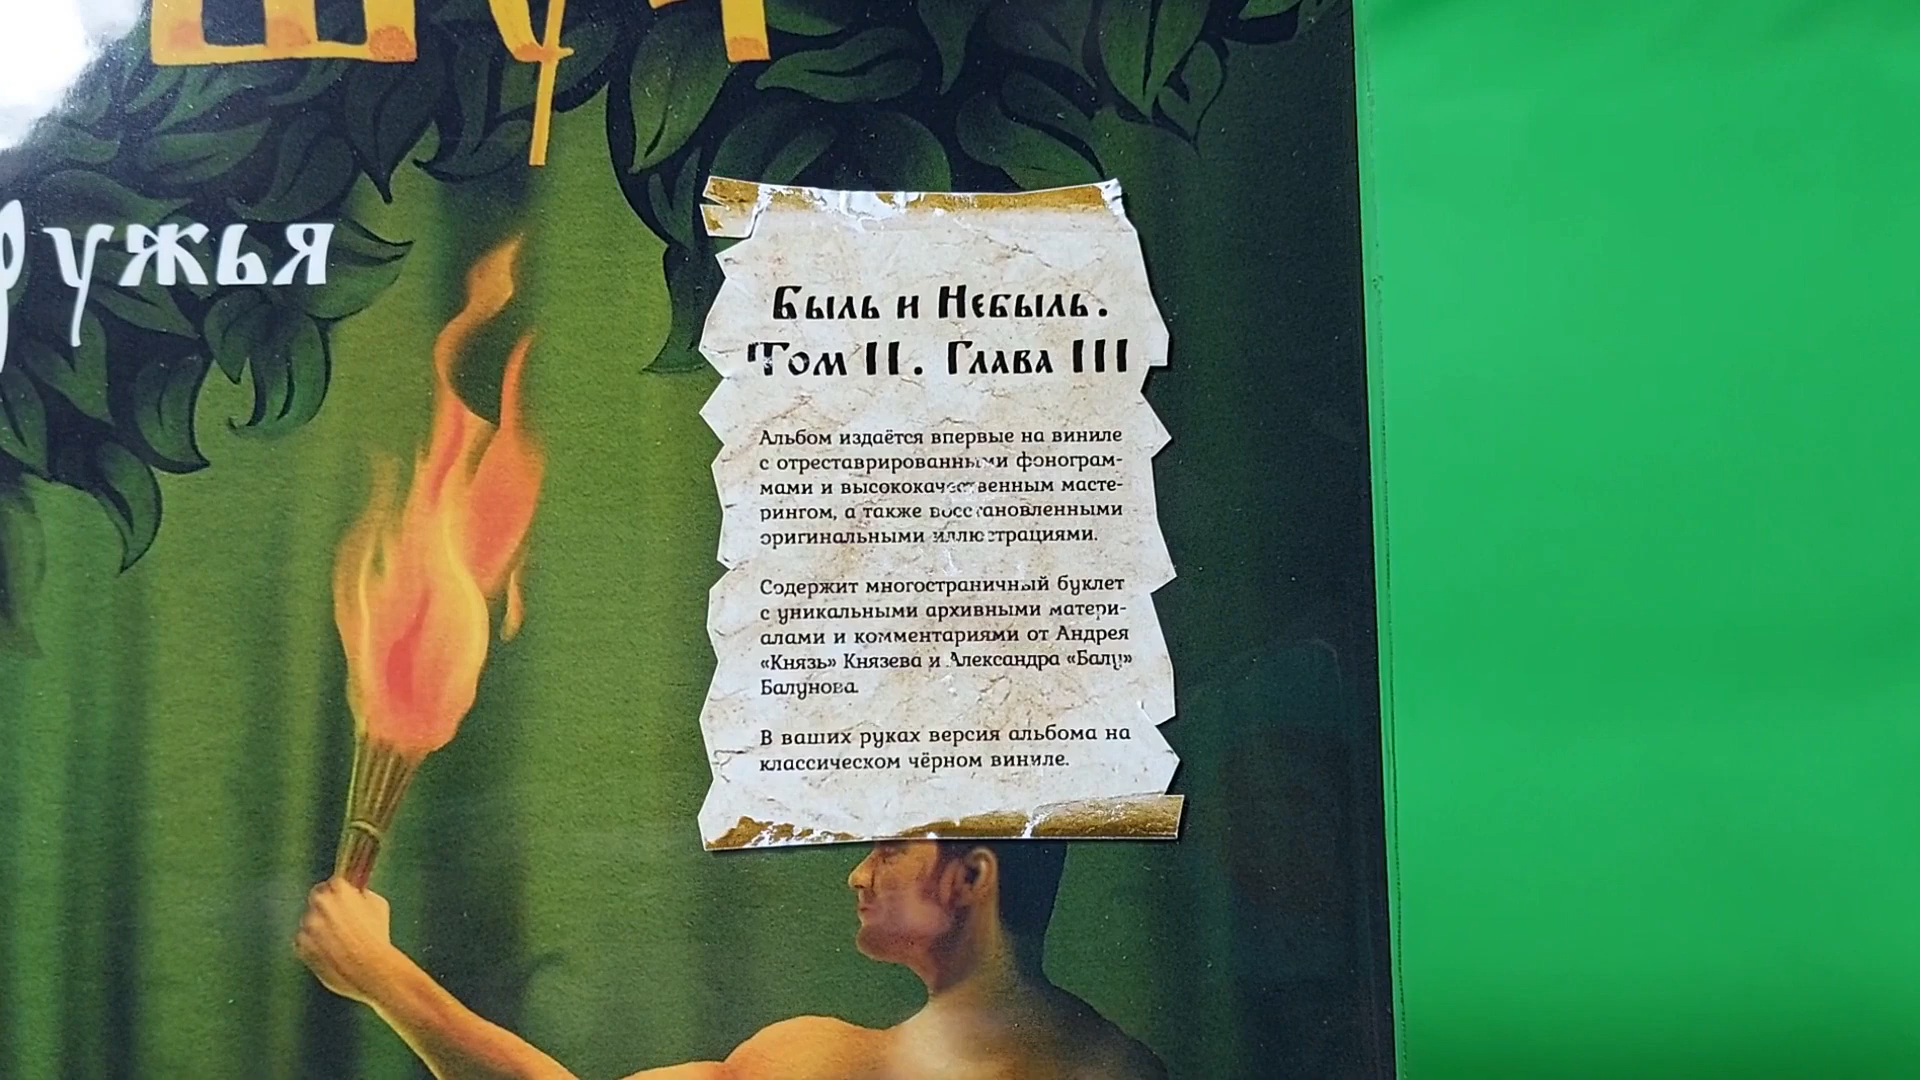 Быль и Небыль.
Том II. Глава III
Альбом издаётся впервые на виниле
с отреставрированными фонограм-
мами и высококачественным масте-
рингом, а также восстановленными
оригинальными иллюстрациями.
Содержит многостраничный буклет
с уникальными архивными матери-
алами и комментариями от Андрея
«Князь» Князева и Александра «Балу»
Балунова.
В ваших руках версия альбома на
классическом чёрном виниле.